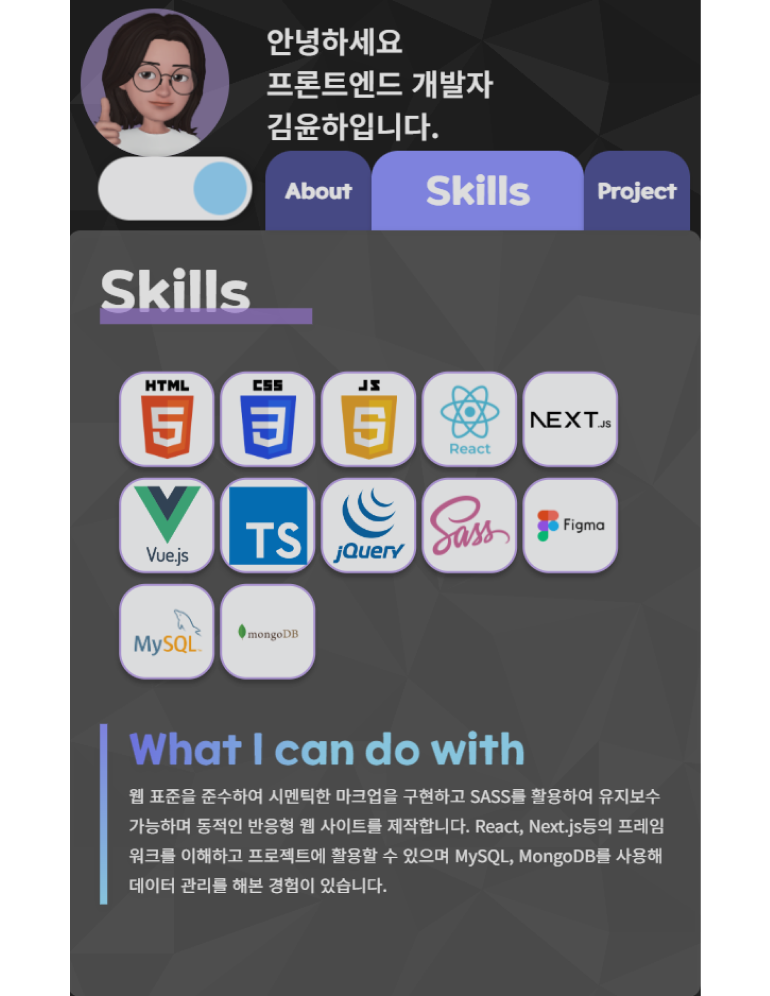 안녕하세요
프론트엔드 개발자
김윤하입니다.
About
Skills
Project
Skills
HTML
5
CSS
3
JS
5
React
NEXT.JS
Vue.js
TS
jQuery
Sass
Figma
MySQL
mongoDB
What I can do with
웹 표준을 준수하여 시멘틱한 마크업을 구현하고 SASS를 활용하여 유지보수
가능하며 동적인 반응형 웹 사이트를 제작합니다. React, Next.js등의 프레임
워크를 이해하고 프로젝트에 활용할 수 있으며 MySQL, MongoDB를 사용해
데이터 관리를 해본 경험이 있습니다.